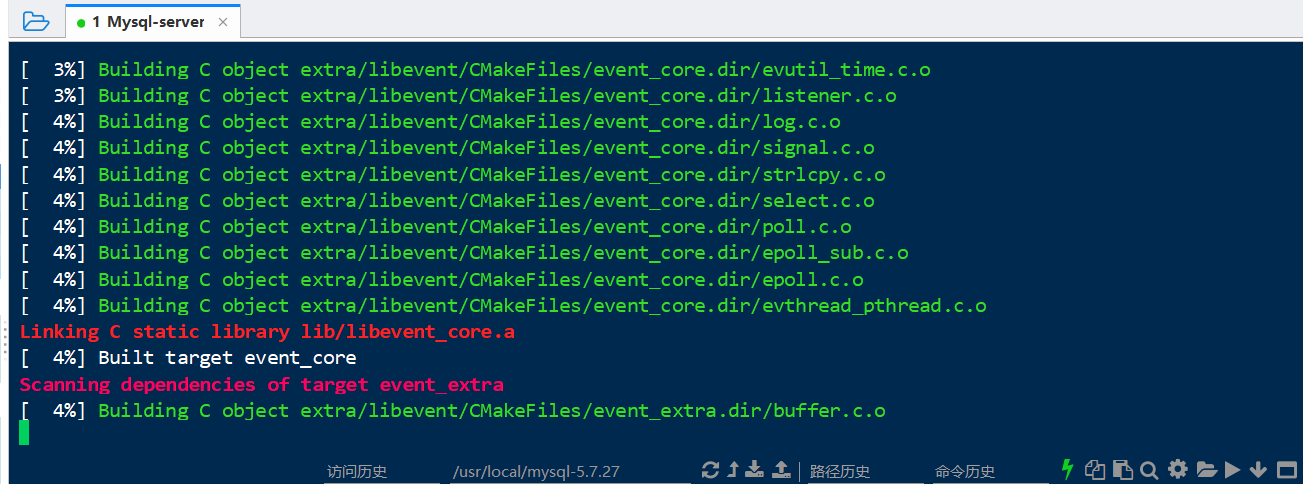 1 Mysql-server ×
[  3%] Building C object extra/libevent/CMakeFiles/event_core.dir/evutil_time.c.o
[  3%] Building C object extra/libevent/CMakeFiles/event_core.dir/listener.c.o
[  4%] Building C object extra/libevent/CMakeFiles/event_core.dir/log.c.o
[  4%] Building C object extra/libevent/CMakeFiles/event_core.dir/signal.c.o
[  4%] Building C object extra/libevent/CMakeFiles/event_core.dir/strlcpy.c.o
[  4%] Building C object extra/libevent/CMakeFiles/event_core.dir/select.c.o
[  4%] Building C object extra/libevent/CMakeFiles/event_core.dir/poll.c.o
[  4%] Building C object extra/libevent/CMakeFiles/event_core.dir/epoll_sub.c.o
[  4%] Building C object extra/libevent/CMakeFiles/event_core.dir/epoll.c.o
[  4%] Building C object extra/libevent/CMakeFiles/event_core.dir/evthread_pthread.c.o
Linking C static library lib/libevent_core.a
[  4%] Built target event_core
Scanning dependencies of target event_extra
[  4%] Building C object extra/libevent/CMakeFiles/event_extra.dir/buffer.c.o
访问历史 /usr/local/mysql-5.7.27 路径历史 命令历史